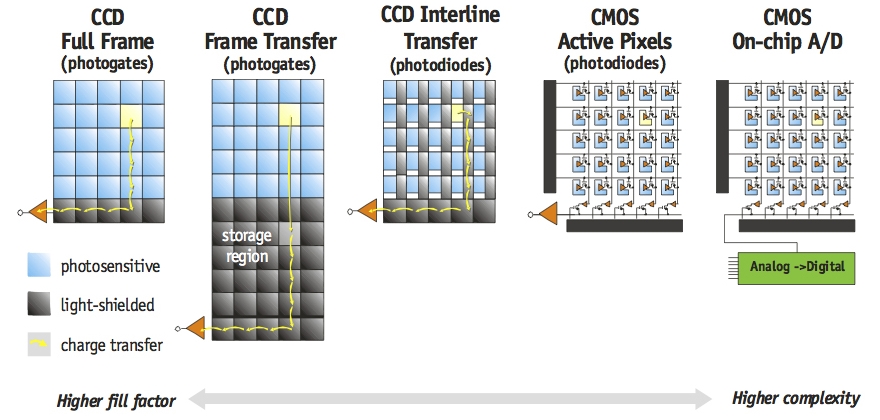 CCD
Full Frame
(photogates)
CCD
Frame Transfer
(photogates)
CCD Interline
Transfer
(photodiodes)
CMOS
Active Pixels
(photodiodes)
CMOS
On-chip A/D
storage
region
photosensitive
light-shielded
charge transfer
Analog ->Digital
Higher fill factor
Higher complexity